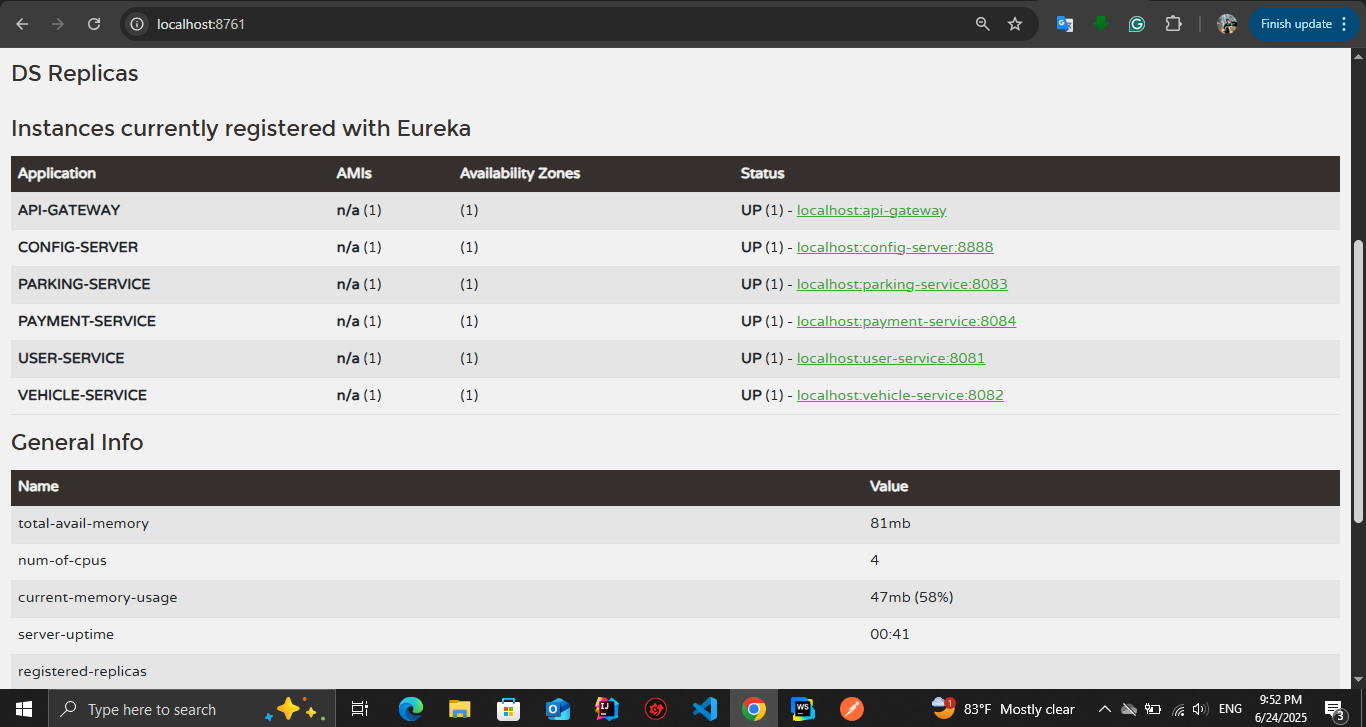 localhost:8761
Finish update
DS Replicas
Instances currently registered with Eureka
Application AMIs Availability Zones Status
API-GATEWAY n/a (1) (1) UP (1) - localhost:api-gateway
CONFIG-SERVER n/a (1) (1) UP (1) - localhost:config-server:8888
PARKING-SERVICE n/a (1) (1) UP (1) - localhost:parking-service:8083
PAYMENT-SERVICE n/a (1) (1) UP (1) - localhost:payment-service:8084
USER-SERVICE n/a (1) (1) UP (1) - localhost:user-service:8081
VEHICLE-SERVICE n/a (1) (1) UP (1) - localhost:vehicle-service:8082
General Info
Name Value
total-avail-memory 81mb
num-of-cpus 4
current-memory-usage 47mb (58%)
server-uptime 00:41
registered-replicas
Type here to search
1
83°F Mostly clear
ENG
9:52 PM
6/24/2025
3